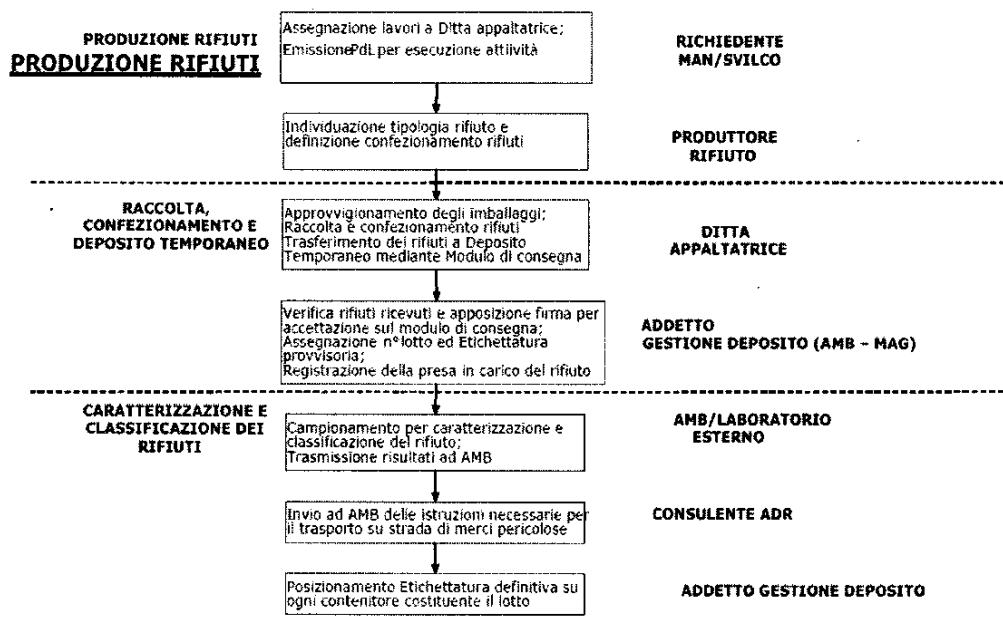 PRODUZIONE RIFIUTI
PRODUZIONE RIFIUTI
Assegnazione lavori a Ditta appaltatrice;
EmissionePdL per esecuzione attiività
RICHIEDENTE
MAN/SVILCO
Individuazione tipologia rifiuto e
definizione confezionamento rifiuti
PRODUTTORE
RIFIUTO
RACCOLTA,
CONFEZIONAMENTO E
DEPOSITO TEMPORANEO
Approvvigionamento degli imballaggi;
Raccolta e confezionamento rifiuti
Trasferimento dei rifiuti a Deposito
Temporaneo mediante Modulo di consegna
DITTA
APPALTATRICE
Verifica rifiuti ricevuti e apposizione firma per
accettazione sul modulo di consegna;
Assegnazione n°lotto ed Etichettatura
provvisoria;
Registrazione della presa in carico del rifiuto
ADDETTO
GESTIONE DEPOSITO (AMB – MAG)
CARATTERIZZAZIONE E
CLASSIFICAZIONE DEI
RIFIUTI
Campionamento per caratterizzazione e
classificazione del rifiuto;
Trasmissione risultati ad AMB
AMB/LABORATORIO
ESTERNO
Invio ad AMB delle istruzioni necessarie per
il trasporto su strada di merci pericolose
CONSULENTE ADR
Posizionamento Etichettatura definitiva su
ogni contenitore costituente il lotto
ADDETTO GESTIONE DEPOSITO